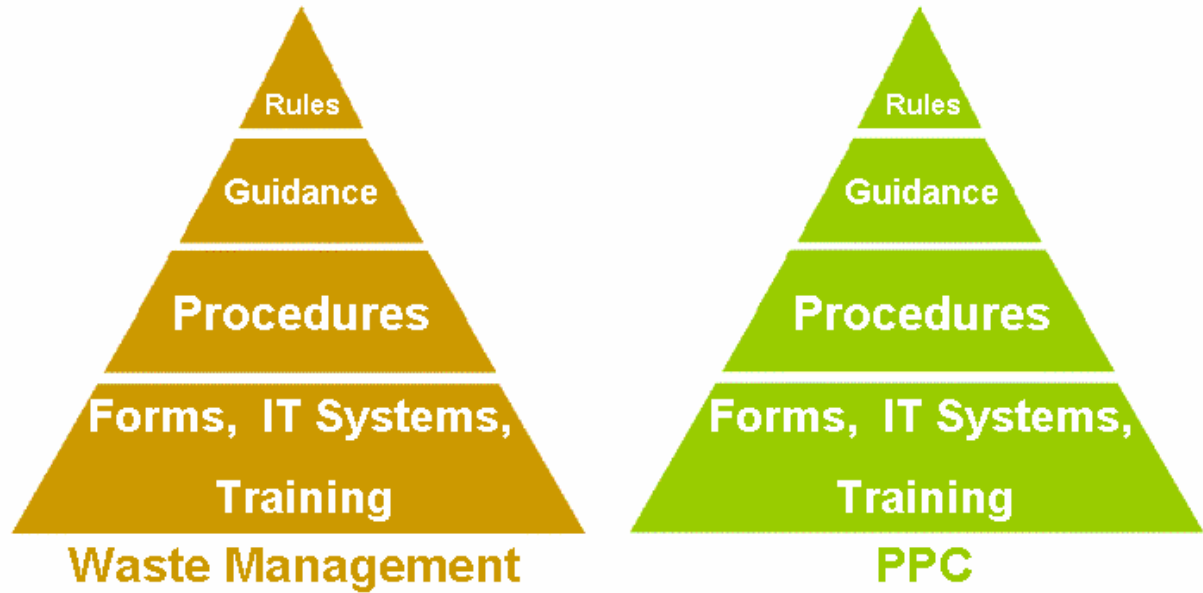 Rules
Guidance
Procedures
Forms, IT Systems,
Training
Waste Management
Rules
Guidance
Procedures
Forms, IT Systems,
Training
PPC